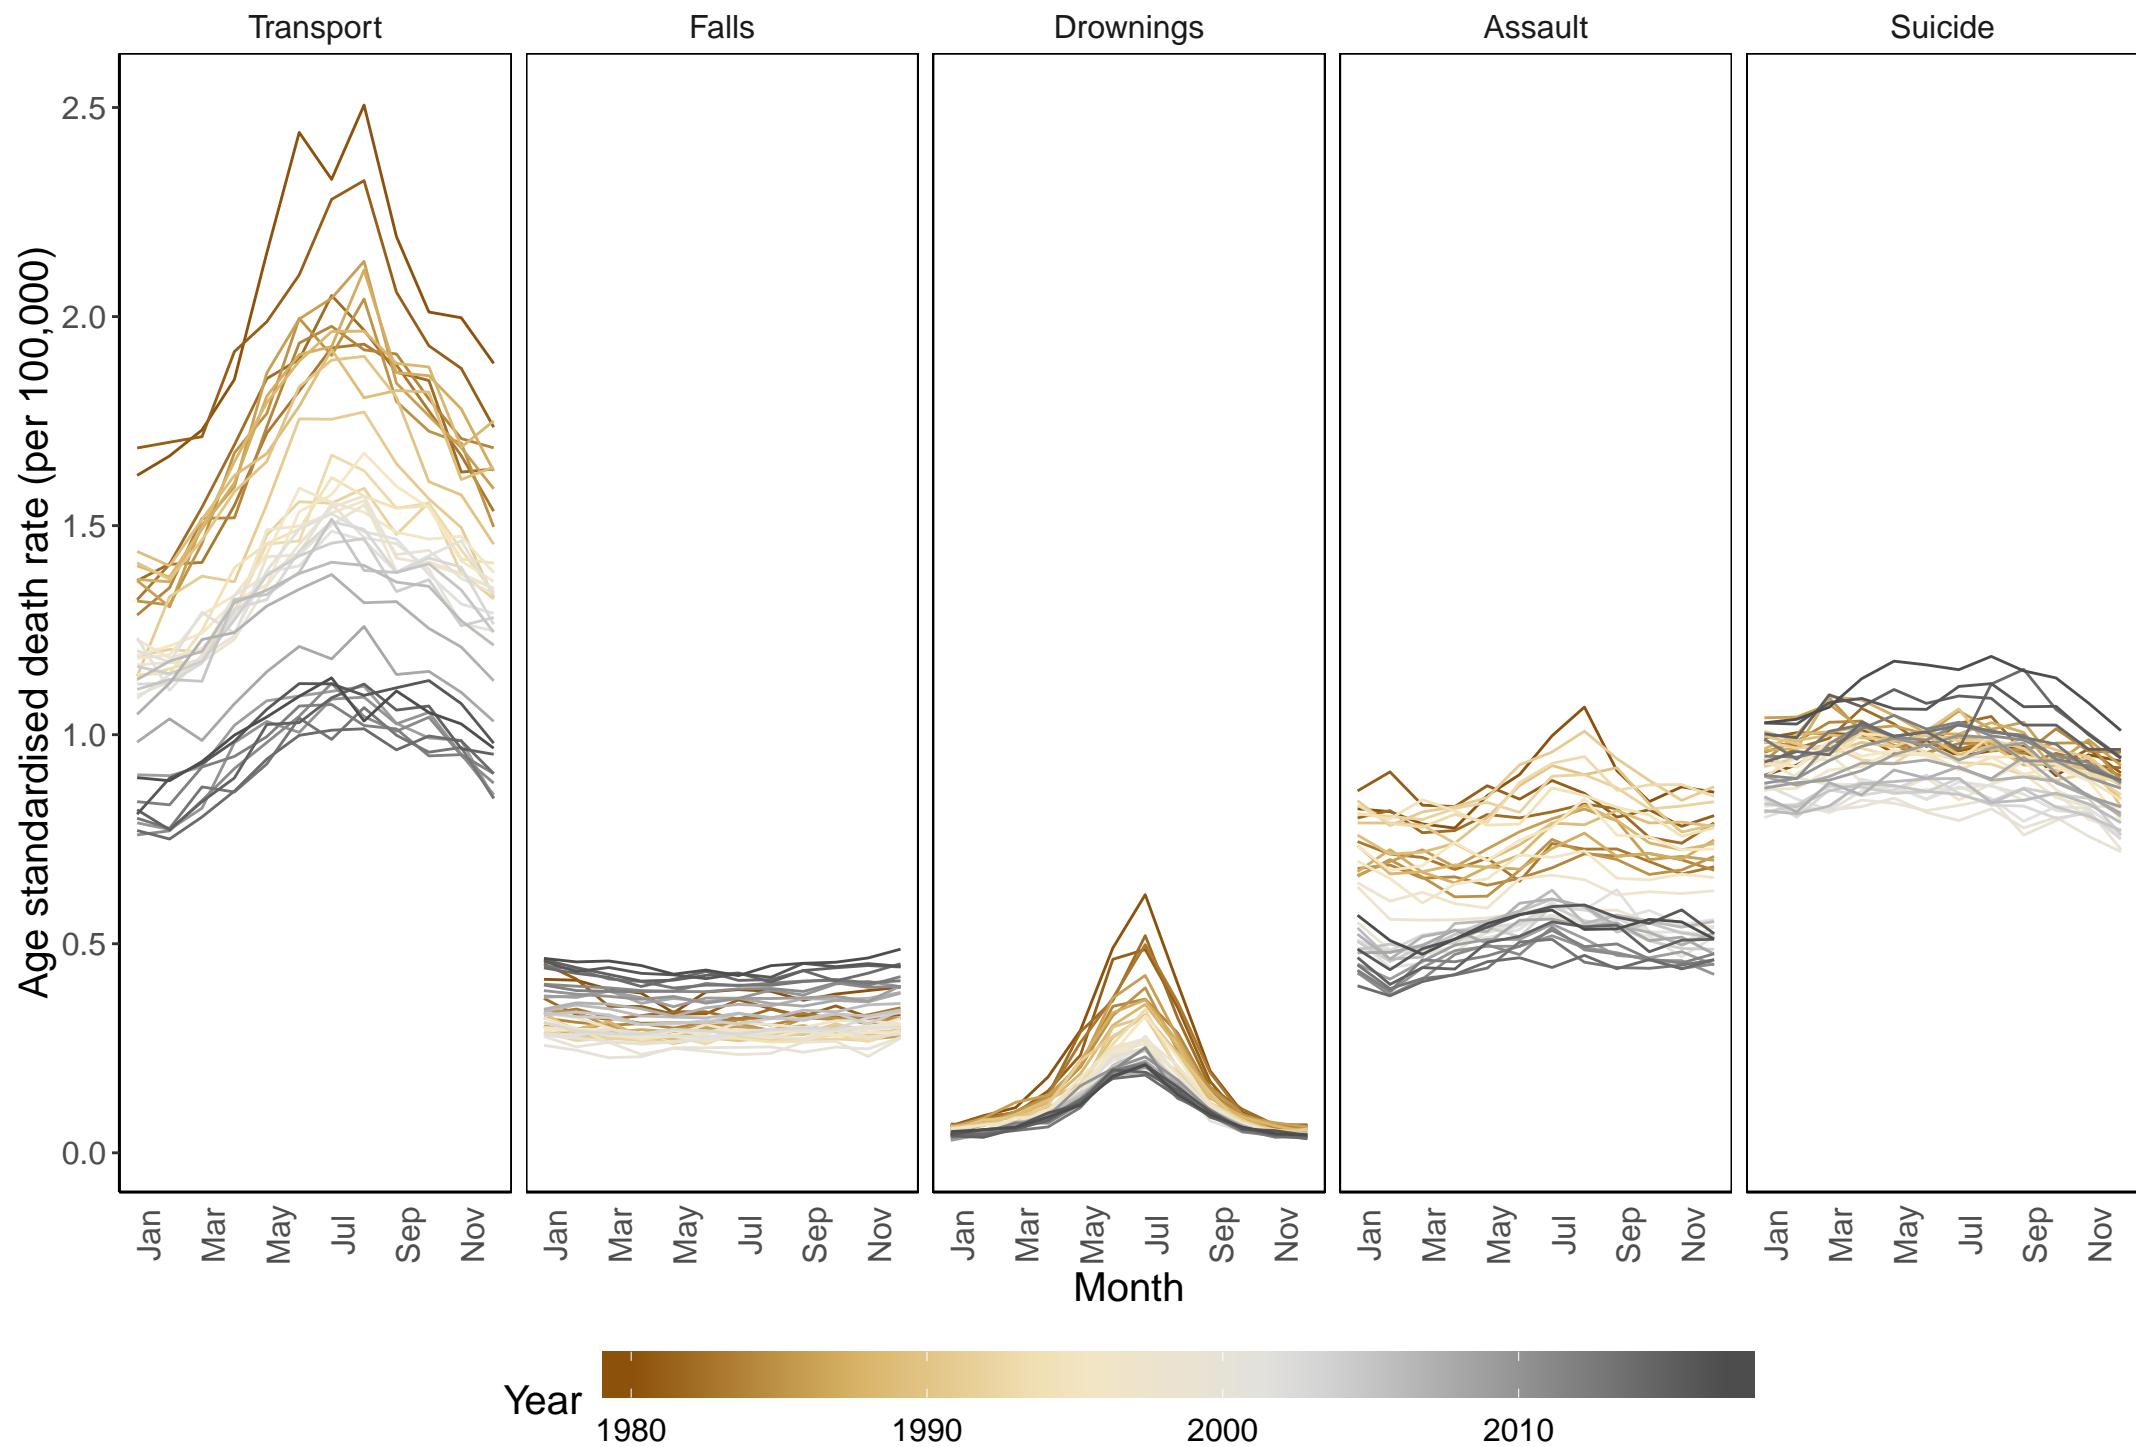 Transport Falls Drownings Assault Suicide
Age standardised death rate (per 100,000)
2.5
2.0
1.5
1.0
0.5
0.0
Jan Mar May Jul Sep Nov Jan Mar May Jul Sep Nov Jan Mar May Jul Sep Nov Jan Mar May Jul Sep Nov Jan Mar May Jul Sep Nov
Month
Year
1980 1990 2000 2010